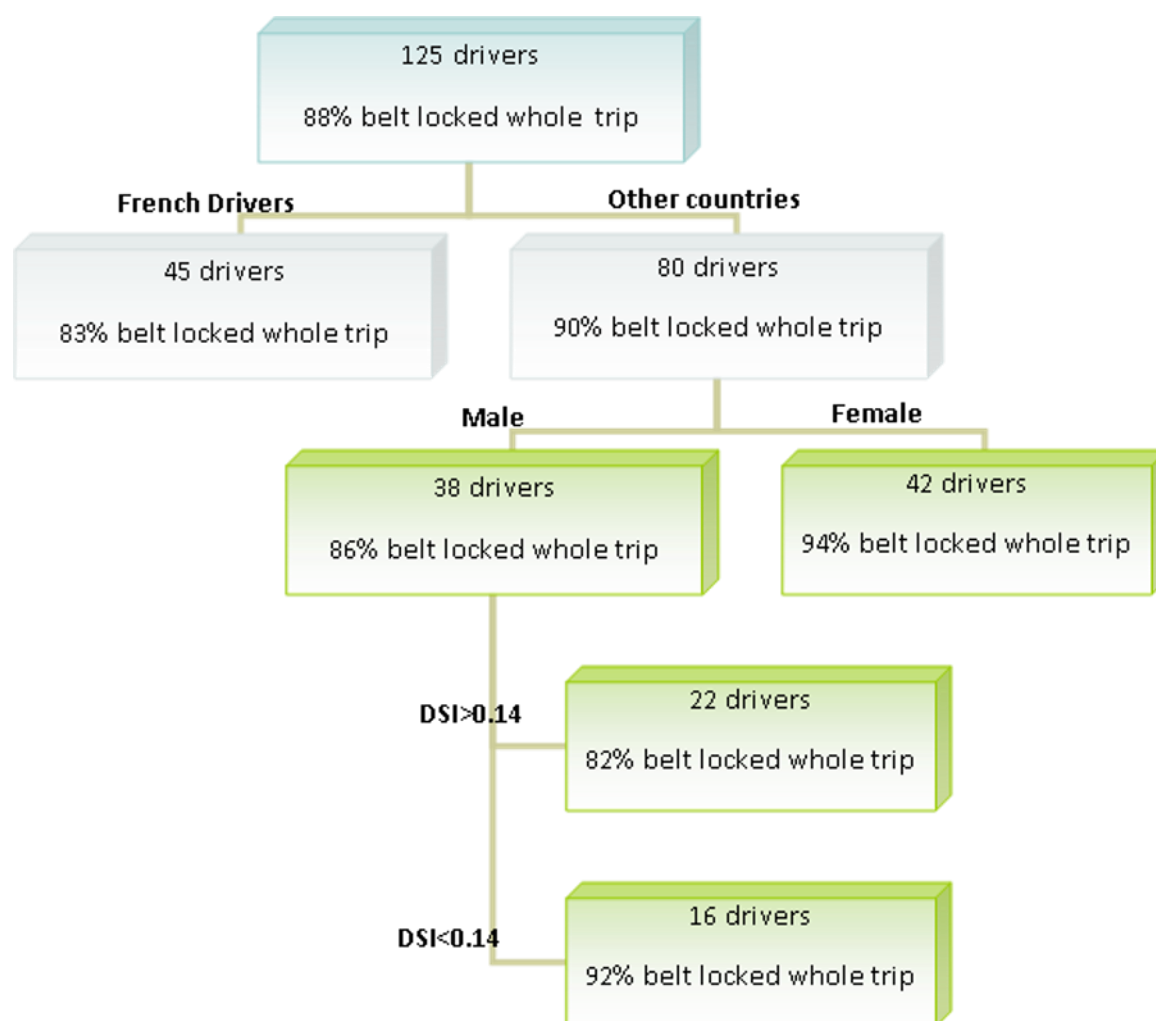 125 drivers
88% belt locked whole trip
French Drivers
Other countries
45 drivers
83% belt locked whole trip
80 drivers
90% belt locked whole trip
Male
Female
38 drivers
86% belt locked whole trip
42 drivers
94% belt locked whole trip
DSI>0.14
22 drivers
82% belt locked whole trip
DSI<0.14
16 drivers
92% belt locked whole trip